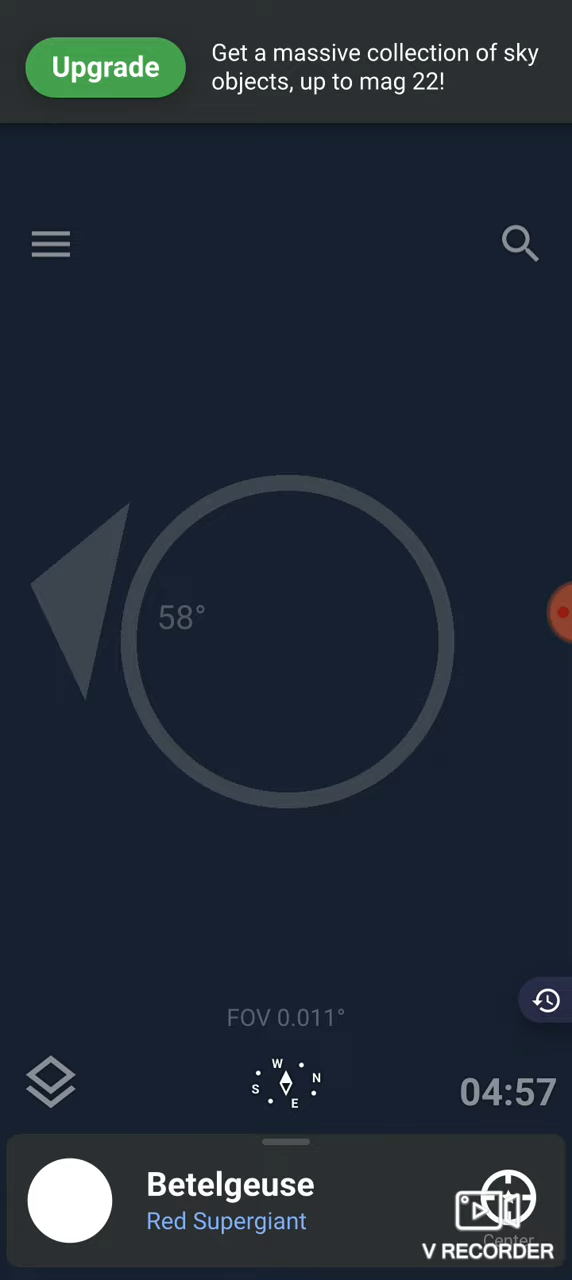 Upgrade
Get a massive collection of sky
objects, up to mag 22!
58°
FOV 0.011°
W
S
N
E
04:57
Betelgeuse
Red Supergiant
Center
V RECORDER